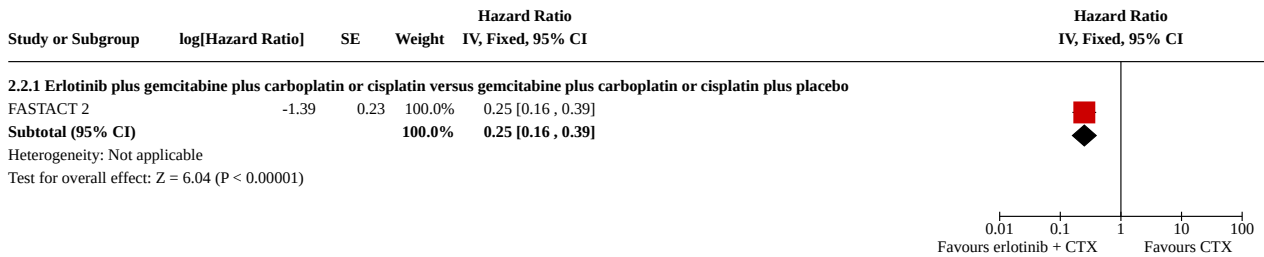 Hazard Ratio Hazard Ratio
Study or Subgroup log[Hazard Ratio] SE Weight IV, Fixed, 95% CI IV, Fixed, 95% CI
2.2.1 Erlotinib plus gemcitabine plus carboplatin or cisplatin versus gemcitabine plus carboplatin or cisplatin plus placebo
FASTACT 2 -1.39 0.23 100.0% 0.25 [0.16 , 0.39]
Subtotal (95% CI) 100.0% 0.25 [0.16 , 0.39]
Heterogeneity: Not applicable
Test for overall effect: Z = 6.04 (P < 0.00001)
0.01 0.1 1 10 100
Favours erlotinib + CTX Favours CTX